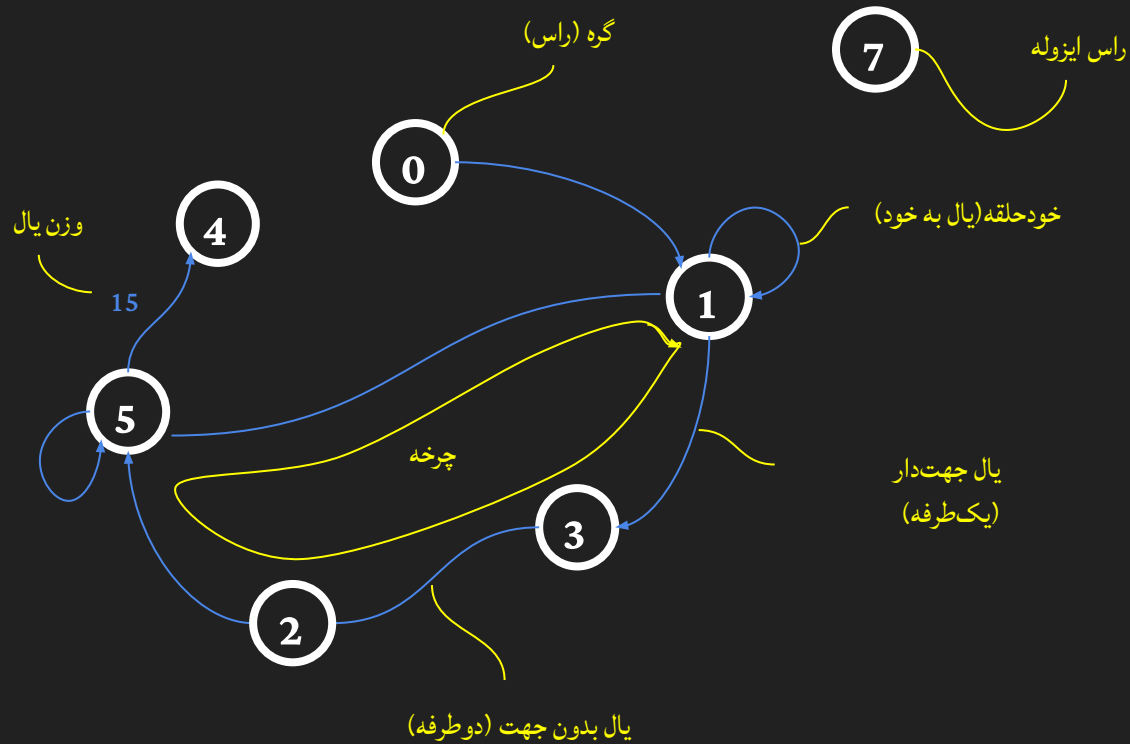 گره (راس)
راس ایزوله
7
0
4
خودحلقه(یال به خود)
وزن یال
15
1
5
چرخه
یال جهت‌دار
(یک‌طرفه)
3
2
یال بدون جهت (دوطرفه)